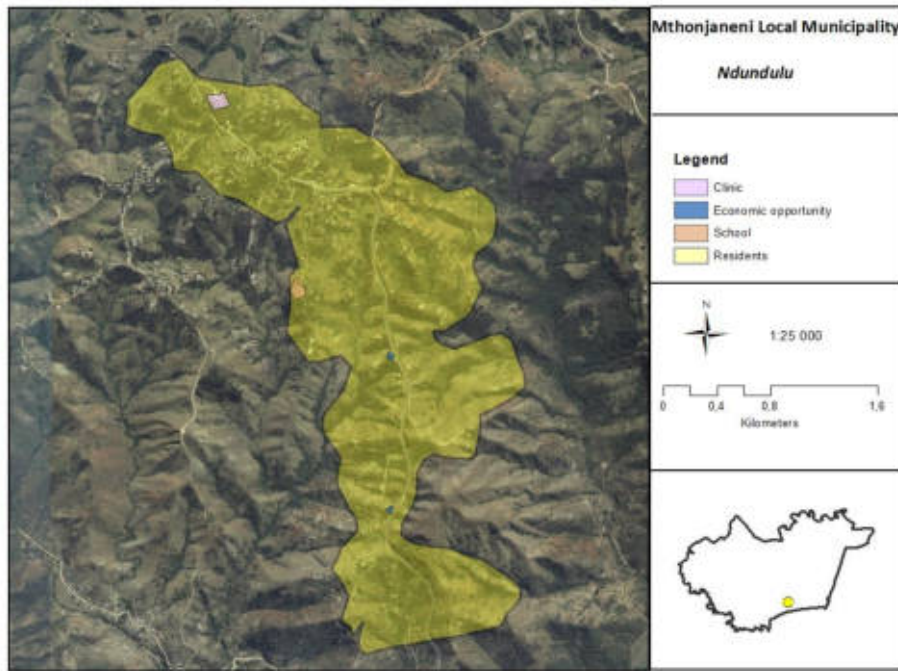 Mthonjaneni Local Municipality
Ndundulu
Legend
Clinic
Economic opportunity
School
Residents
N
1:25 000
0 0,4 0,8 1,6
Kilometers